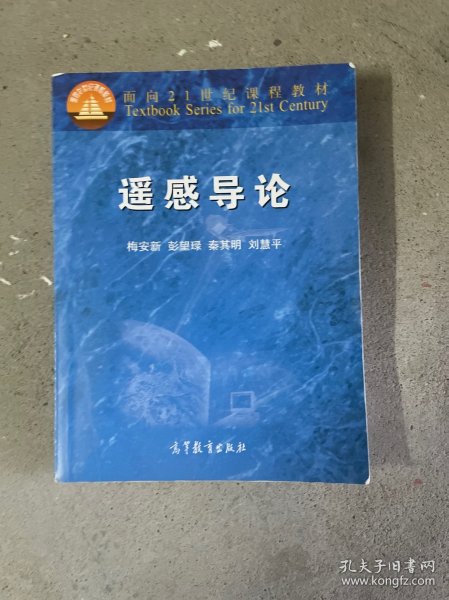 面向21世纪课程教材
Textbook Series for 21st Century
遥感导论
梅安新 彭望琭 秦其明 刘慧平
高等教育出版社
孔夫子旧书网
www.kongfz.com